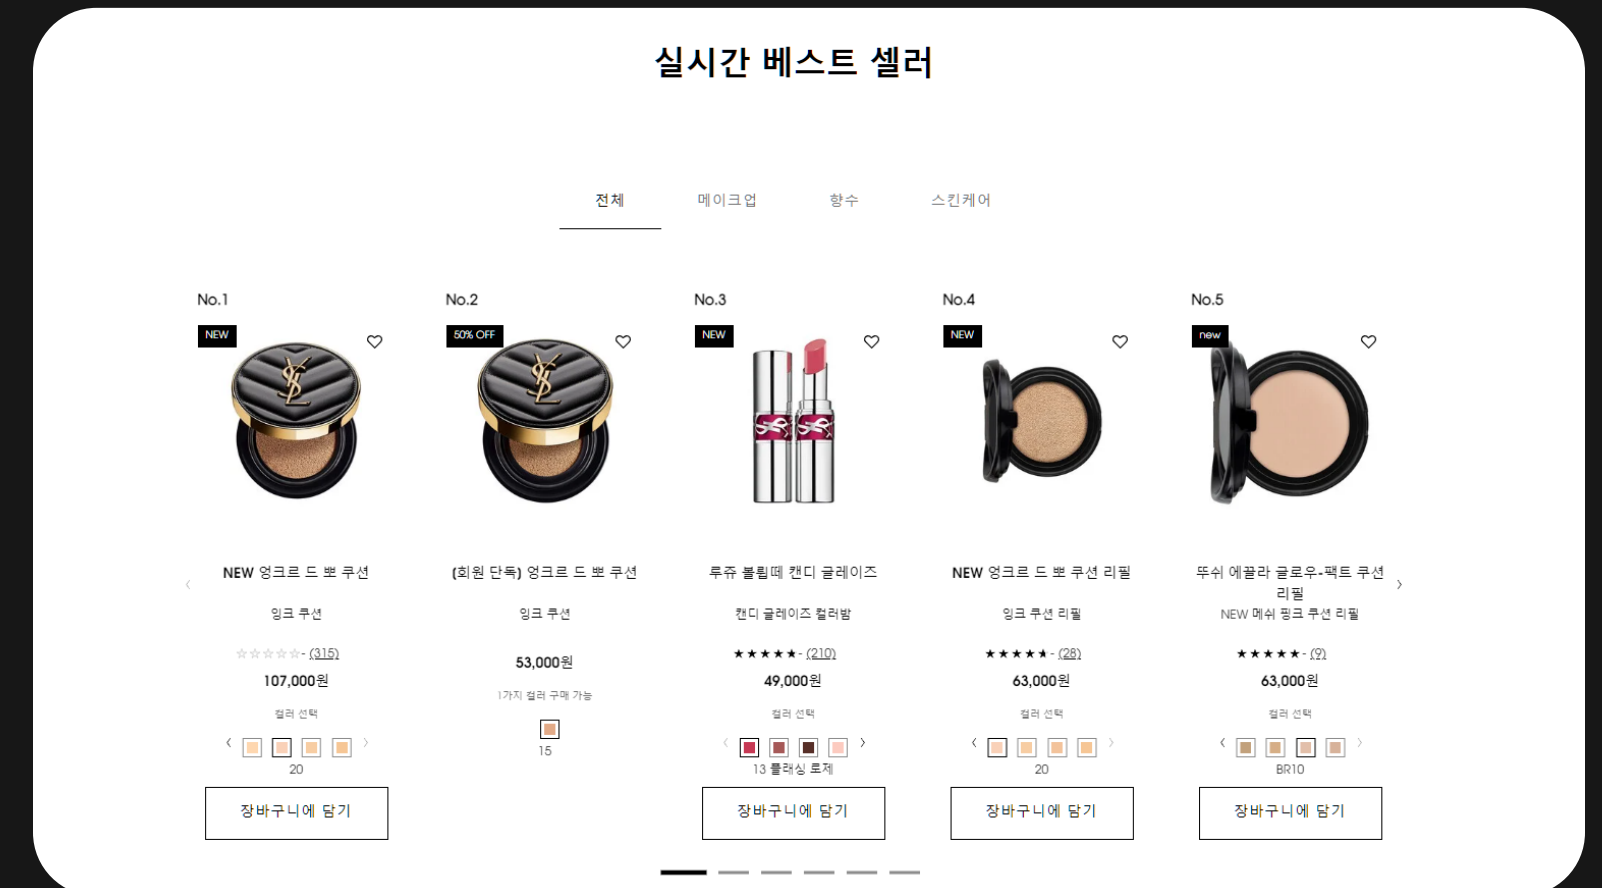 실시간 베스트 셀러
전체 메이크업 향수 스킨케어
No.1
NEW
NEW 엉크르 드 뽀 쿠션
잉크 쿠션
☆☆☆☆☆- (315)
107,000원
컬러 선택
20
장바구니에 담기
No.2
50% OFF
(회원 단독) 엉크르 드 뽀 쿠션
잉크 쿠션
53,000원
1가지 컬러 구매 가능
15
No.3
NEW
루쥬 볼륍떼 캔디 글레이즈
캔디 글레이즈 컬러밤
★★★★★- (210)
49,000원
컬러 선택
13 플래싱 로제
장바구니에 담기
No.4
NEW
NEW 엉크르 드 뽀 쿠션 리필
잉크 쿠션 리필
★★★★★- (28)
63,000원
컬러 선택
20
장바구니에 담기
No.5
new
뚜쉬 에끌라 글로우-팩트 쿠션
리필
NEW 메쉬 핑크 쿠션 리필
★★★★★- (9)
63,000원
컬러 선택
BR10
장바구니에 담기